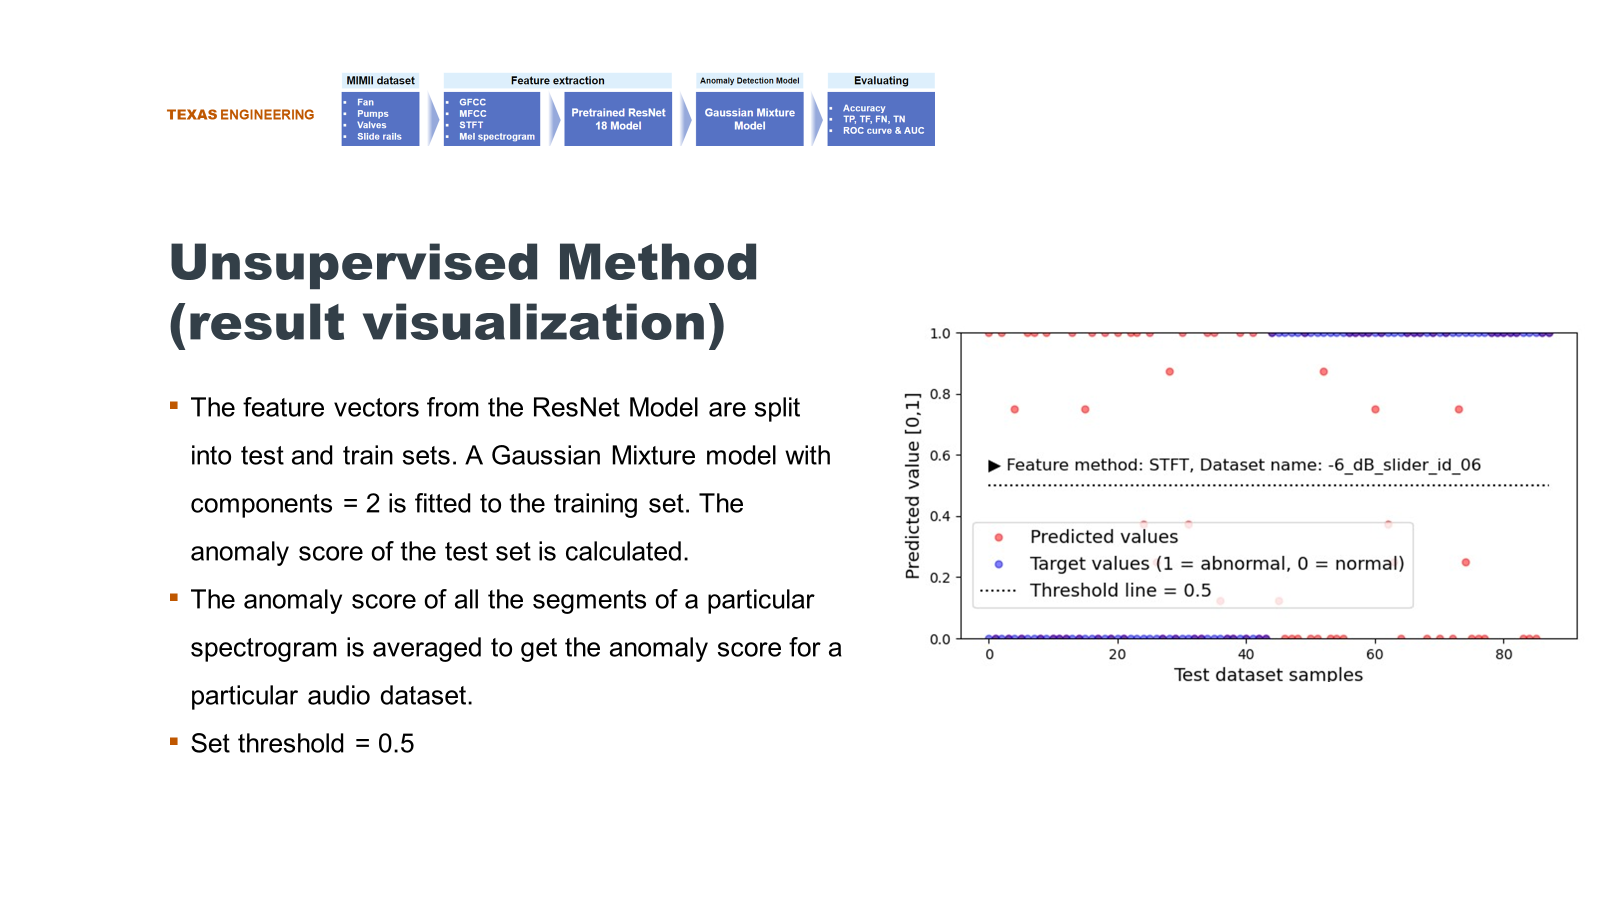 TEXAS ENGINEERING
MIMII dataset
▪ Fan
▪ Pumps
▪ Valves
▪ Slide rails
Feature extraction
▪ GFCC
▪ MFCC
▪ STFT
▪ Mel spectrogram
Pretrained ResNet
18 Model
Anomaly Detection Model
Gaussian Mixture
Model
Evaluating
▪ Accuracy
▪ TP, TF, FN, TN
▪ ROC curve & AUC
Unsupervised Method
(result visualization)
▪ The feature vectors from the ResNet Model are split
into test and train sets. A Gaussian Mixture model with
components = 2 is fitted to the training set. The
anomaly score of the test set is calculated.
▪ The anomaly score of all the segments of a particular
spectrogram is averaged to get the anomaly score for a
particular audio dataset.
▪ Set threshold = 0.5
Predicted value [0,1]
1.0
0.8
0.6
0.4
0.2
0.0
▶ Feature method: STFT, Dataset name: -6_dB_slider_id_06
Predicted values
Target values (1 = abnormal, 0 = normal)
Threshold line = 0.5
0 20 40 60 80
Test dataset samples